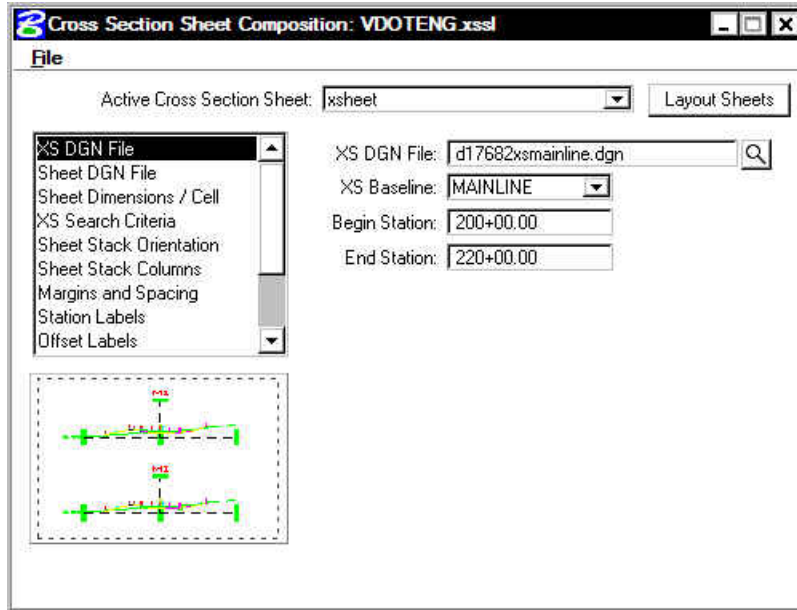 Cross Section Sheet Composition: VDOTENG.xssl
File
Active Cross Section Sheet: xsheet Layout Sheets
XS DGN File
Sheet DGN File
Sheet Dimensions / Cell
XS Search Criteria
Sheet Stack Orientation
Sheet Stack Columns
Margins and Spacing
Station Labels
Offset Labels
XS DGN File: d17682xsmainline.dgn
XS Baseline: MAINLINE
Begin Station: 200+00.00
End Station: 220+00.00